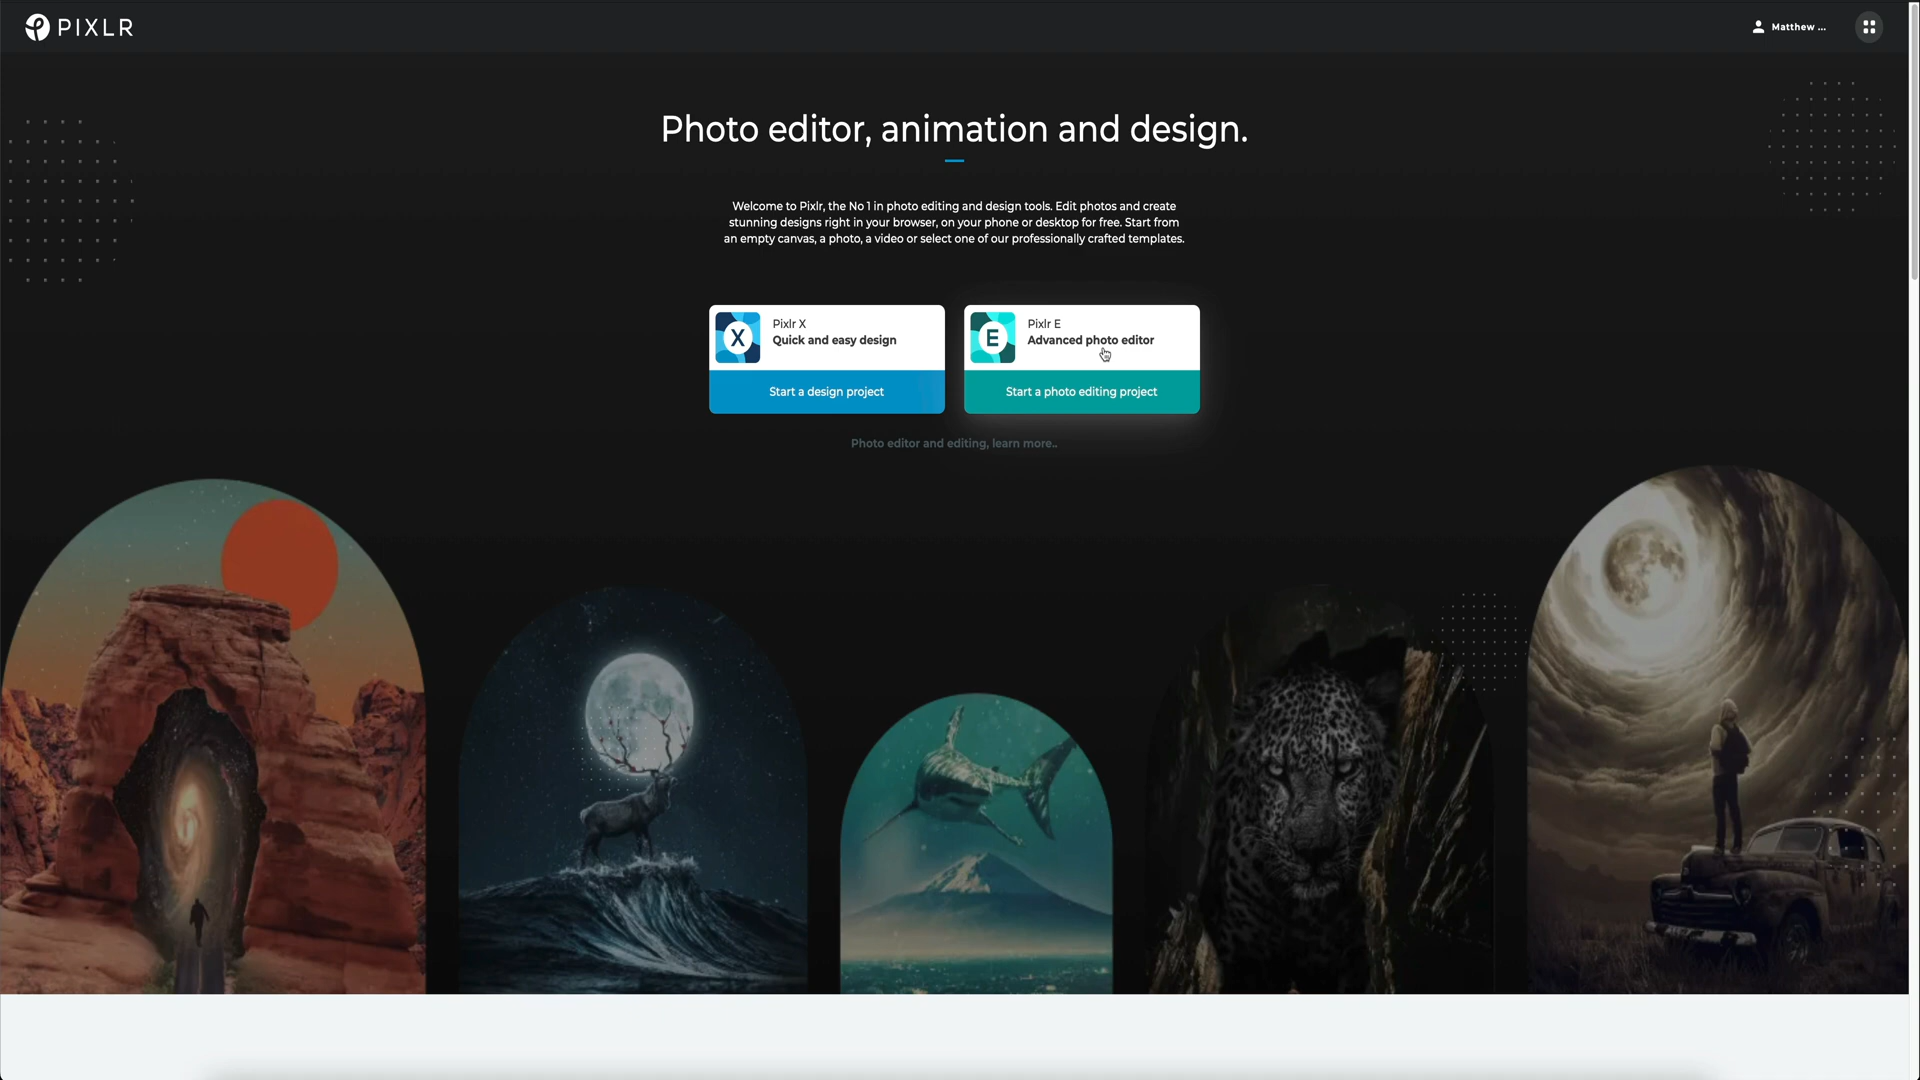 PIXLR
Matthew ...
Photo editor, animation and design.
Welcome to Pixlr, the No 1 in photo editing and design tools. Edit photos and create
stunning designs right in your browser, on your phone or desktop for free. Start from
an empty canvas, a photo, a video or select one of our professionally crafted templates.
X
Pixlr X
Quick and easy design
Start a design project
E
Pixlr E
Advanced photo editor
Start a photo editing project
Photo editor and editing, learn more..